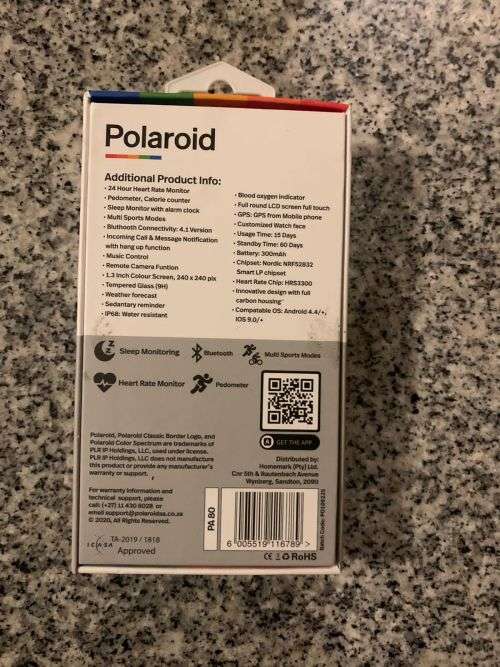 Polaroid
Additional Product Info:
• 24 Hour Heart Rate Monitor
• Pedometer, Calorie counter
• Sleep Monitor with alarm clock
• Multi Sports Modes
• Bluthooth Connectivity: 4.1 Version
• Incoming Call & Message Notification
with hang up function
• Music Control
• Remote Camera Funtion
• 1.3 Inch Colour Screen, 240 x 240 pix
• Tempered Glass (9H)
• Weather forecast
• Sedantary reminder
• IP68: Water resistant
• Blood oxygen indicator
• Full round LCD screen full touch
• GPS: GPS from Mobile phone
• Customized Watch face
• Usage Time: 15 Days
• Standby Time: 60 Days
• Battery: 300mAh
• Chipset: Nordic NRF52832
Smart LP chipset
• Heart Rate Chip: HRS3300
• Innovative design with full
carbon housing
• Compatable OS: Android 4.4/+,
iOS 9.0/+
Sleep Monitoring
Bluetooth
Multi Sports Modes
Heart Rate Monitor
Pedometer
GET THE APP
Polaroid, Polaroid Classic Border Logo, and
Polaroid Color Spectrum are trademarks of
PLR IP Holdings, LLC, used under license.
PLR IP Holdings, LLC does not manufacture
this product or provide any manufacturer's
warranty or support.
Distributed by:
Homemark (Pty) Ltd.
Cnr 5th & Rautenbach Avenue
Wynberg, Sandton, 2090
For warranty information and
technical support, please
call: (+27) 11 430 8028 or
email support@polaroidsa.co.za
© 2020, All Rights Reserved.
ICASA
TA-2019 / 1818
Approved
PA 80
6 005519 116789 >
CE RoHS